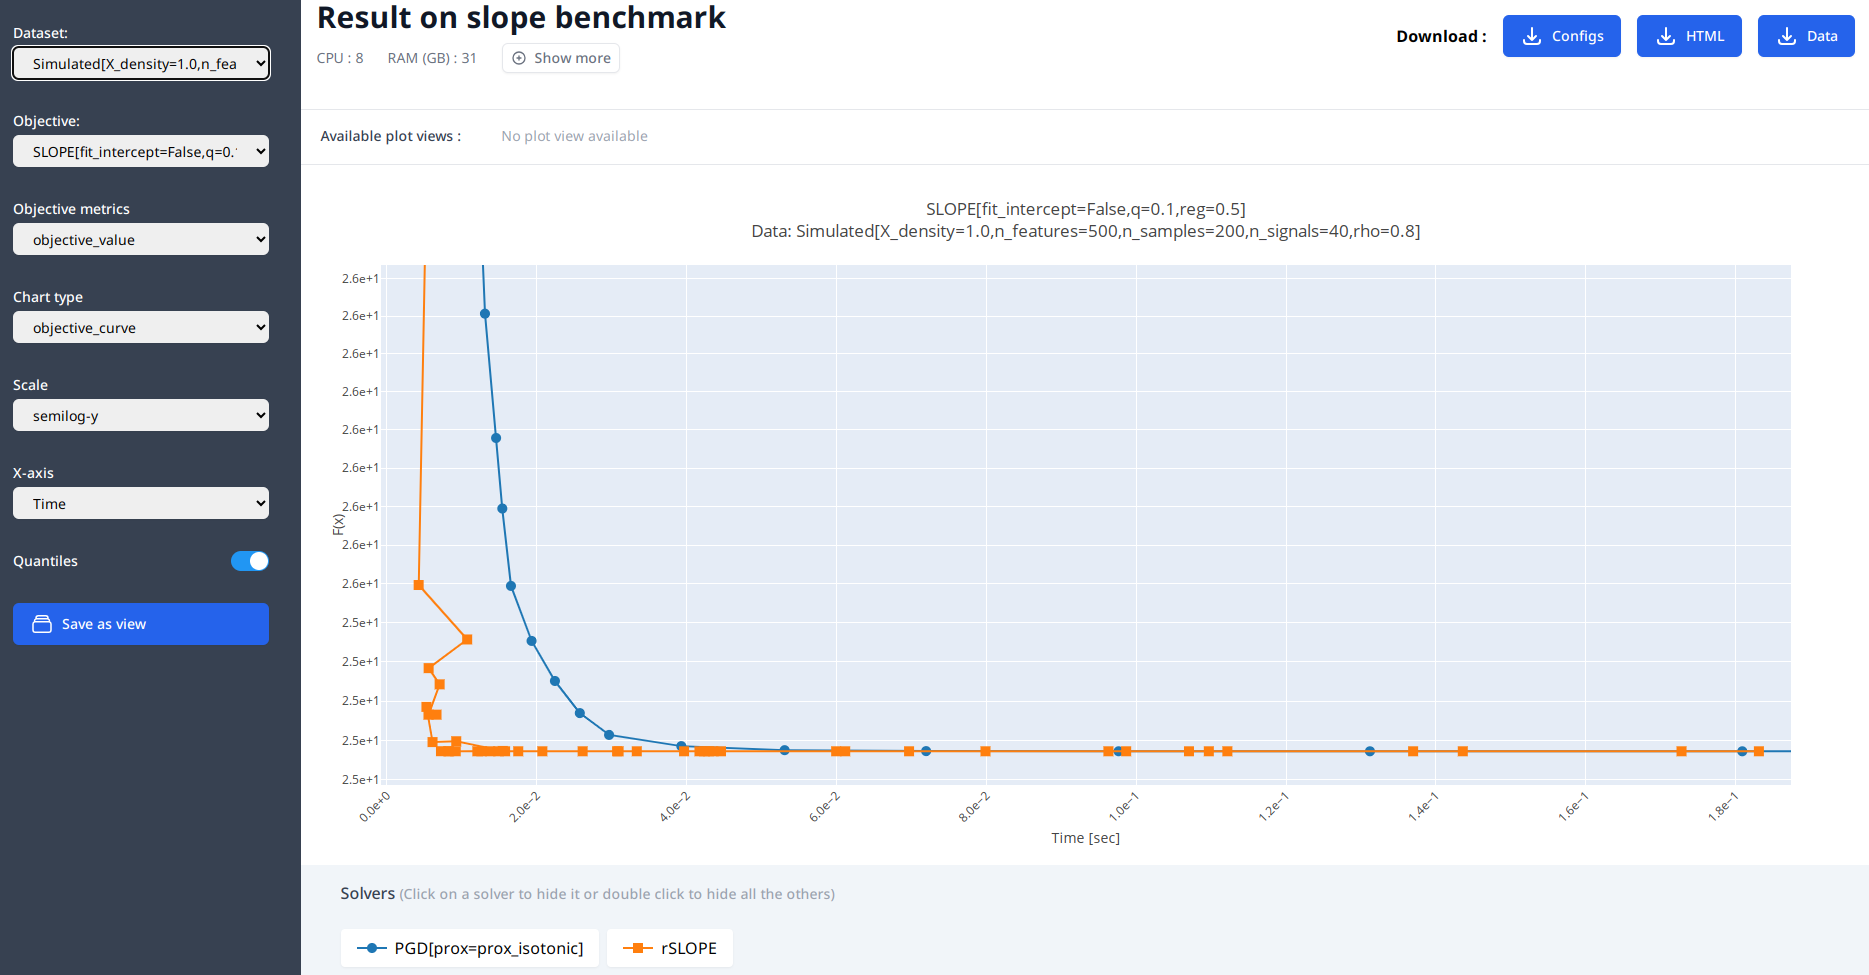 Dataset:
Simulated[X_density=1.0,n_fea
Objective:
SLOPE[fit_intercept=False,q=0.1
Objective metrics
objective_value
Chart type
objective_curve
Scale
semilog-y
X-axis
Time
Quantiles
Save as view
Result on slope benchmark
CPU : 8 RAM (GB) : 31 Show more
Download : Configs HTML Data
Available plot views : No plot view available
SLOPE[fit_intercept=False,q=0.1,reg=0.5]
Data: Simulated[X_density=1.0,n_features=500,n_samples=200,n_signals=40,rho=0.8]
2.6e+1
2.6e+1
2.6e+1
2.6e+1
2.6e+1
2.6e+1
2.6e+1
2.6e+1
2.6e+1
2.5e+1
2.5e+1
2.5e+1
2.5e+1
2.5e+1
F(x)
0.0e+0 2.0e−2 4.0e−2 6.0e−2 8.0e−2 1.0e−1 1.2e−1 1.4e−1 1.6e−1 1.8e−1
Time [sec]
Solvers (Click on a solver to hide it or double click to hide all the others)
PGD[prox=prox_isotonic] rSLOPE